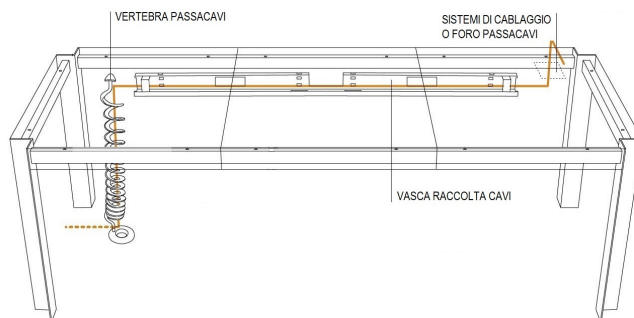 VERTEBRA PASSACAVI
SISTEMI DI CABLAGGIO
O FORO PASSACAVI
VASCA RACCOLTA CAVI